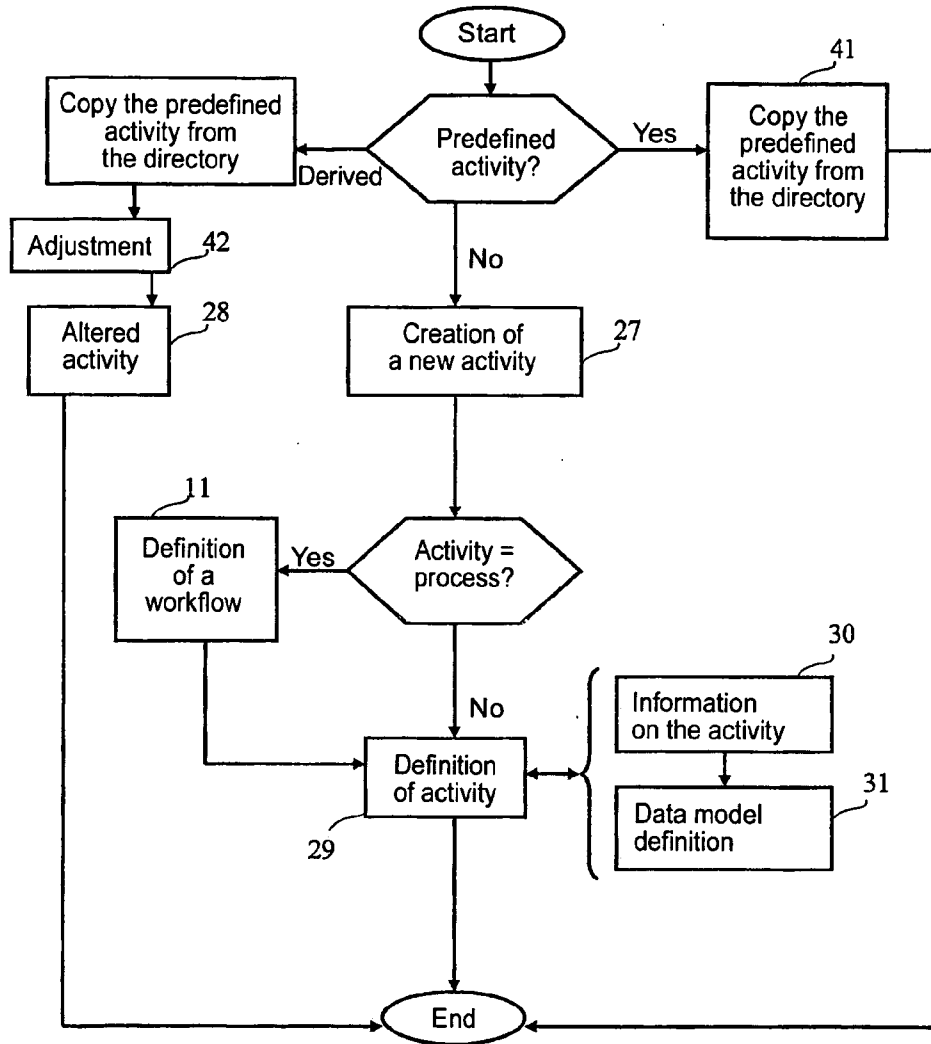 Start
41
Copy the predefined
activity from
the directory
Derived
Predefined
activity?
Yes
Copy the
predefined
activity from
the directory
Adjustment
42
No
28
Altered
activity
Creation of
a new activity
27
11
Definition
of a
workflow
Yes
Activity =
process?
30
No
Information
on the activity
Definition
of activity
29
31
Data model
definition
End